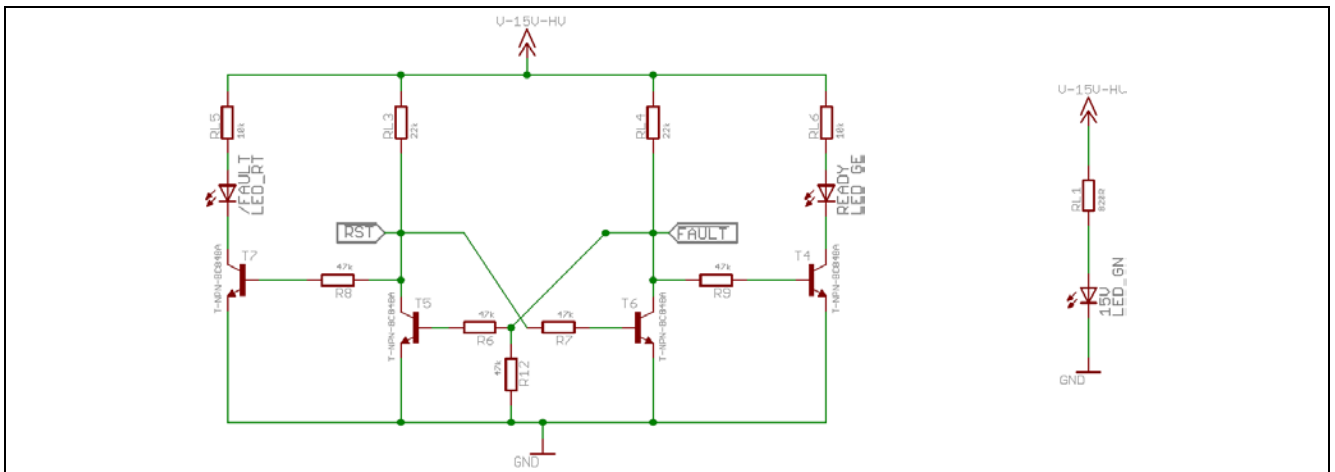 V-15V-HV
RL5
10k
RL3
22k
RL4
22k
RL6
10k
V-15V-HV
RL1
820R
/FAULT
LED_RT
READY
LED_GE
RST
FAULT
T7
T-NPN-BC848A
47k
R8
T5
T-NPN-BC848A
47k
R6
47k
R7
T6
T-NPN-BC848A
47k
R9
T4
T-NPN-BC848A
47k
R12
15V
LED_GN
GND
GND